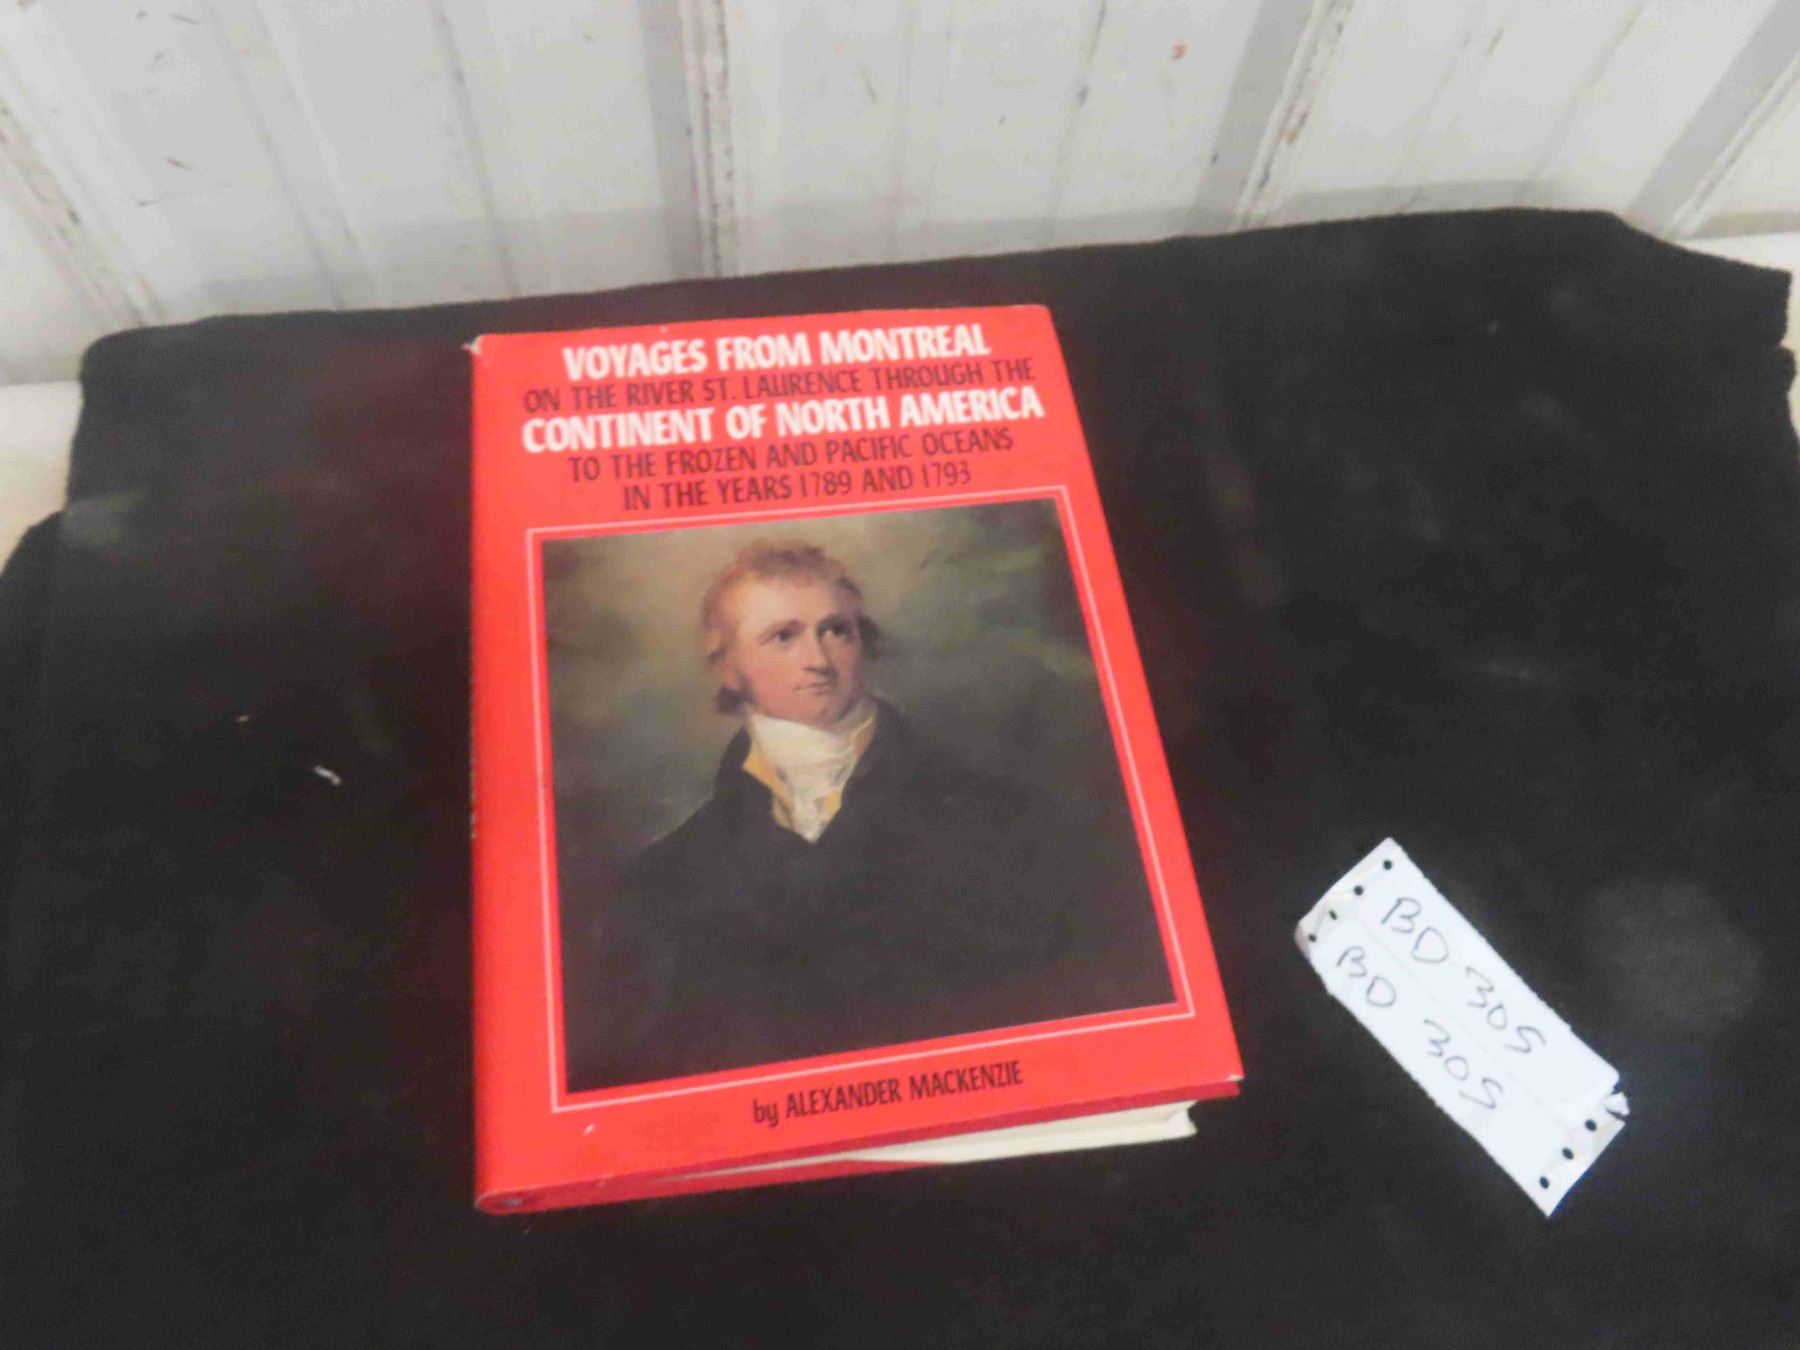 VOYAGES FROM MONTREAL
ON THE RIVER ST. LAURENCE THROUGH THE
CONTINENT OF NORTH AMERICA
TO THE FROZEN AND PACIFIC OCEANS
IN THE YEARS 1789 AND 1793
by ALEXANDER MACKENZIE
BD 305
BD 305